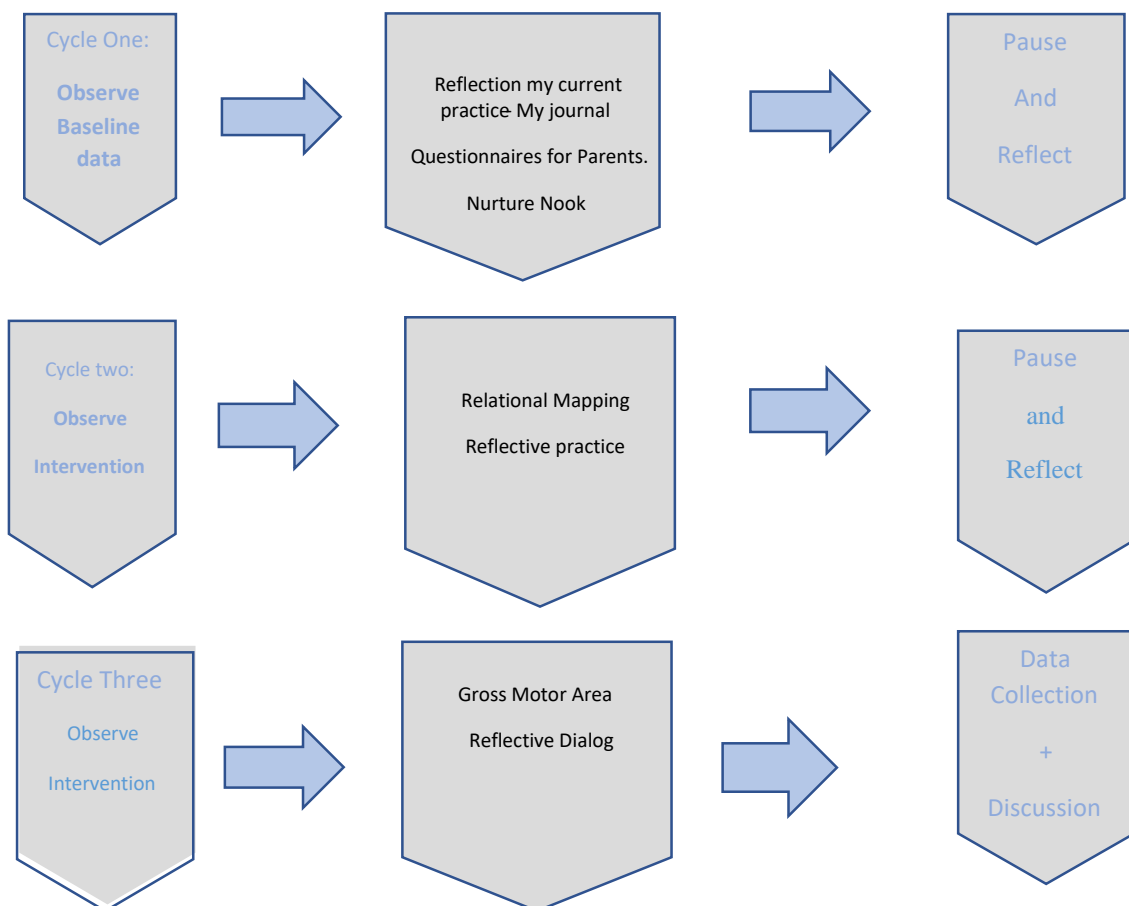 Cycle One:
Observe
Baseline
data
Reflection my current
practice- My journal
Questionnaires for Parents.
Nurture Nook
Pause
And
Reflect
Cycle two:
Observe
Intervention
Relational Mapping
Reflective practice
Pause
and
Reflect
Cycle Three
Observe
Intervention
Gross Motor Area
Reflective Dialog
Data
Collection
+
Discussion